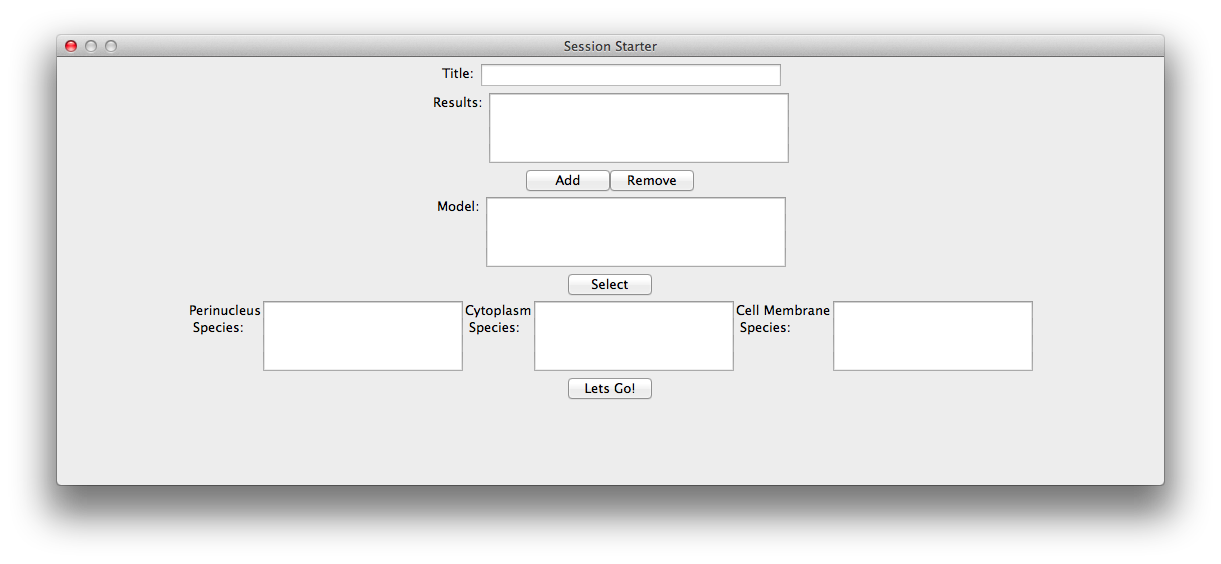 Session Starter
Title:
Results:
Add Remove
Model:
Select
Perinucleus Cytoplasm Cell Membrane
Species: Species: Species:
Lets Go!